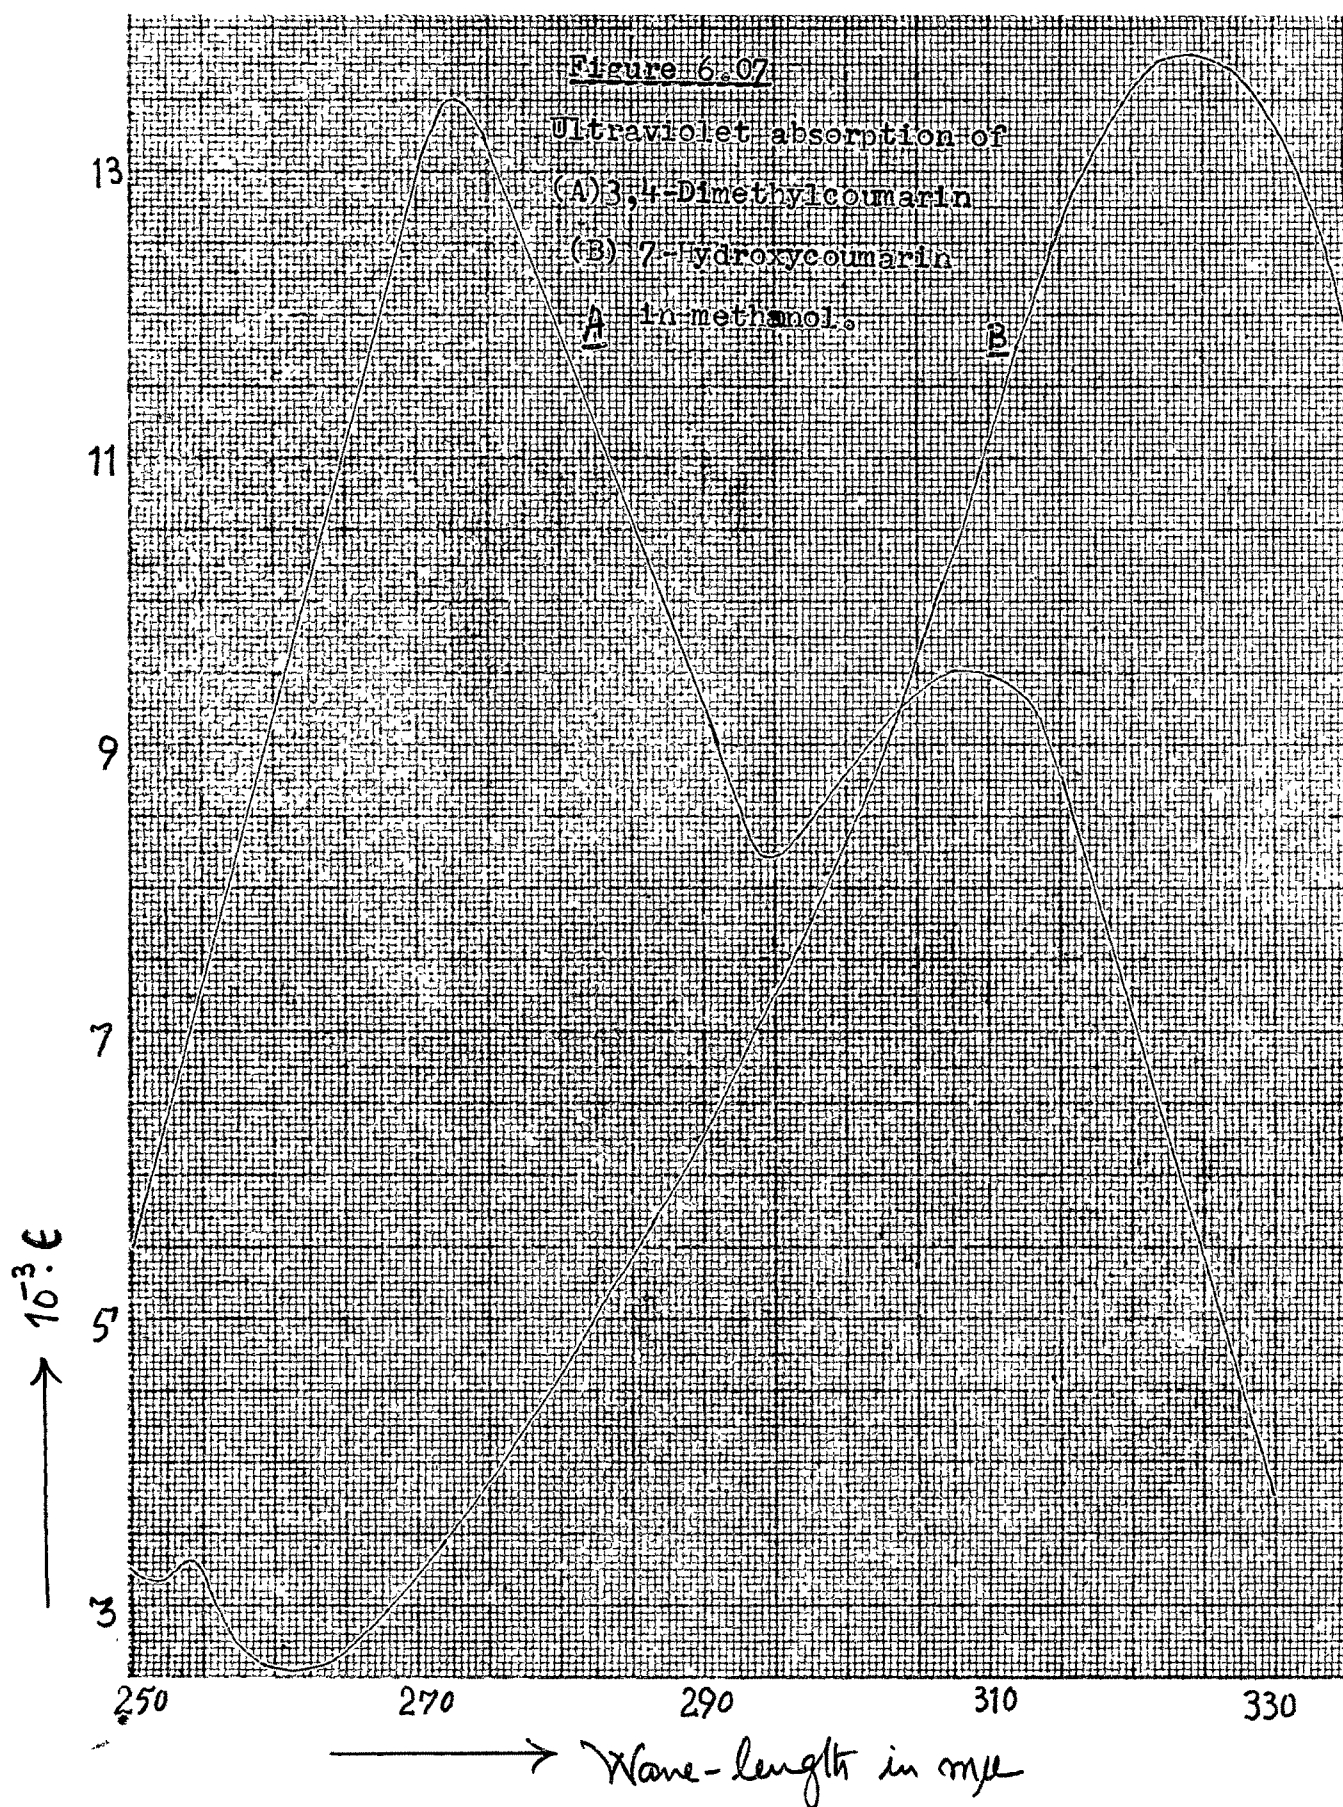 Figure 6.07
Ultraviolet absorption of
(A)3,4-Dimethylcoumarin
(B) 7-Hydroxycoumarin
in methanol.
A
B
13
11
9
7
5
3
10⁻³.ϵ
250
270
290
310
330
Wave-length in mμ